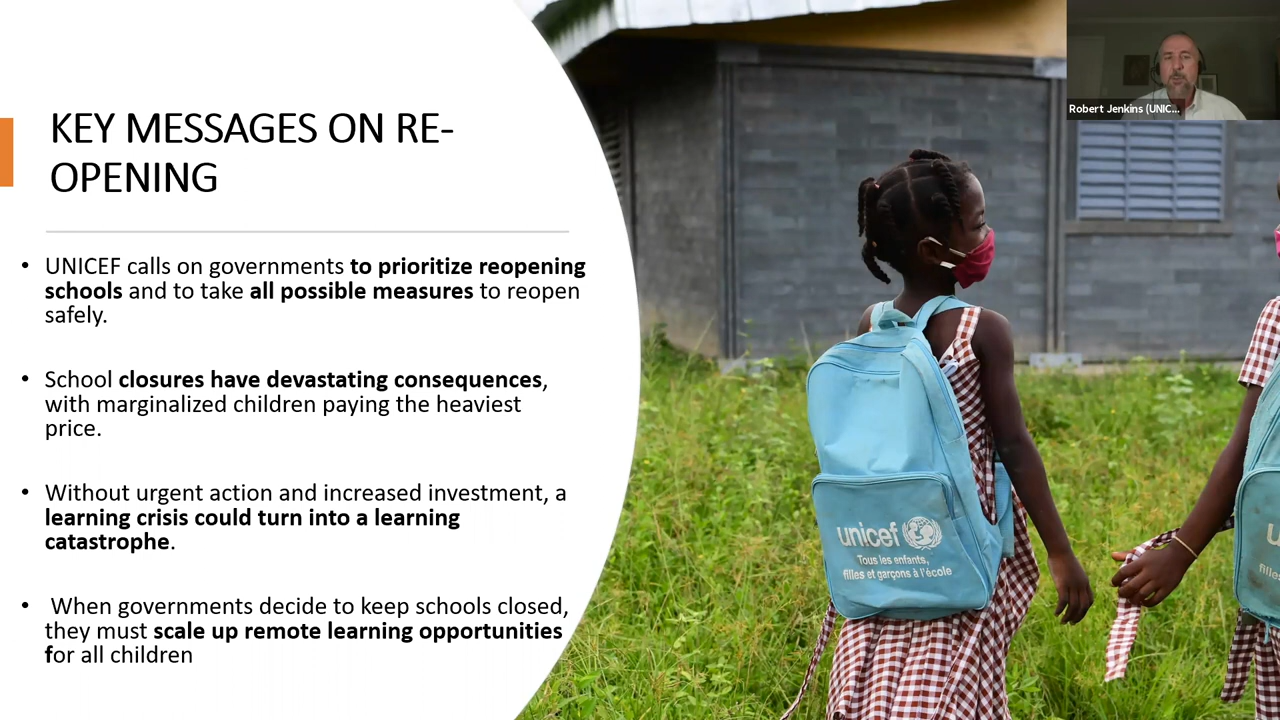 KEY MESSAGES ON RE-
OPENING
• UNICEF calls on governments to prioritize reopening
schools and to take all possible measures to reopen
safely.
• School closures have devastating consequences,
with marginalized children paying the heaviest
price.
• Without urgent action and increased investment, a
learning crisis could turn into a learning
catastrophe.
• When governments decide to keep schools closed,
they must scale up remote learning opportunities
for all children
Robert Jenkins (UNIC...
unicef
Tous les enfants,
filles et garçons à l'école
u
filles